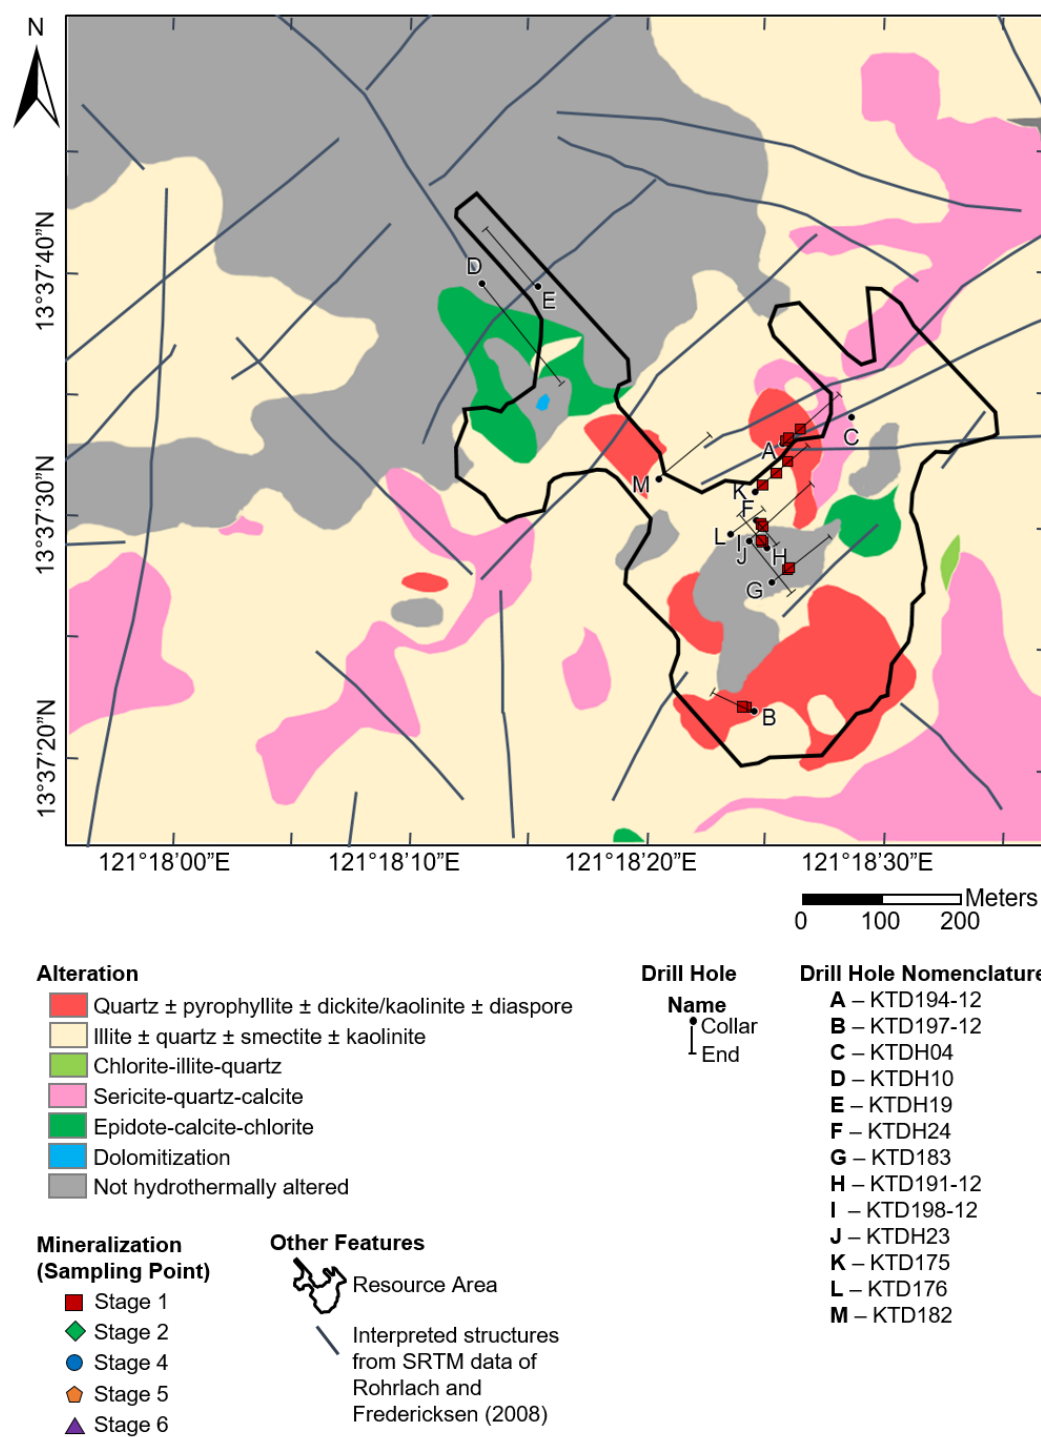 N
13°37'40"N
13°37'30"N
13°37'20"N
D
E
A
C
M
K
F
L
I
J
H
G
B
121°18'00"E
121°18'10"E
121°18'20"E
121°18'30"E
Meters
0 100 200
Alteration
Quartz ± pyrophyllite ± dickite/kaolinite ± diaspore
Illite ± quartz ± smectite ± kaolinite
Chlorite-illite-quartz
Sericite-quartz-calcite
Epidote-calcite-chlorite
Dolomitization
Not hydrothermally altered
Mineralization
(Sampling Point)
Stage 1
Stage 2
Stage 4
Stage 5
Stage 6
Other Features
Resource Area
Interpreted structures
from SRTM data of
Rohrlach and
Fredericksen (2008)
Drill Hole
Name
Collar
End
Drill Hole Nomenclature
A – KTD194-12
B – KTD197-12
C – KTDH04
D – KTDH10
E – KTDH19
F – KTDH24
G – KTD183
H – KTD191-12
I – KTD198-12
J – KTDH23
K – KTD175
L – KTD176
M – KTD182